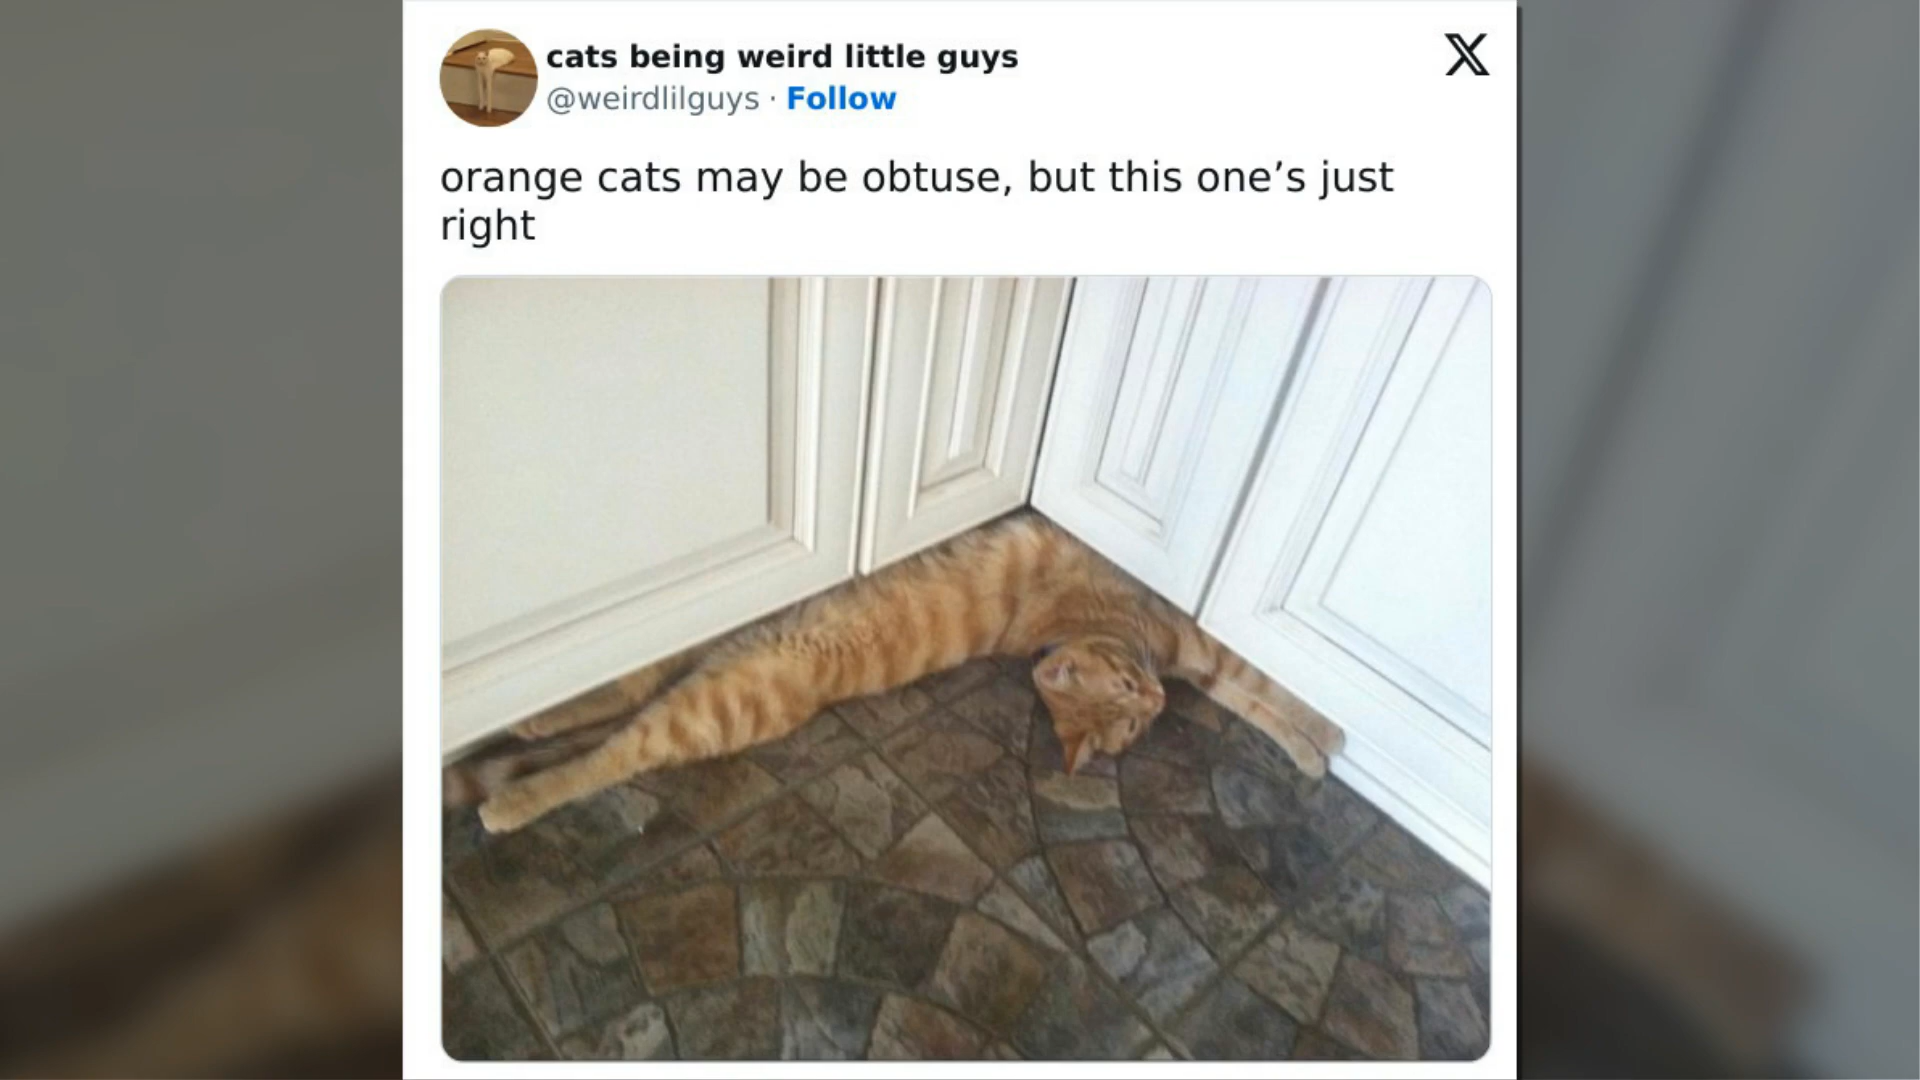 cats being weird little guys
@weirdlilguys · Follow
orange cats may be obtuse, but this one’s just
right